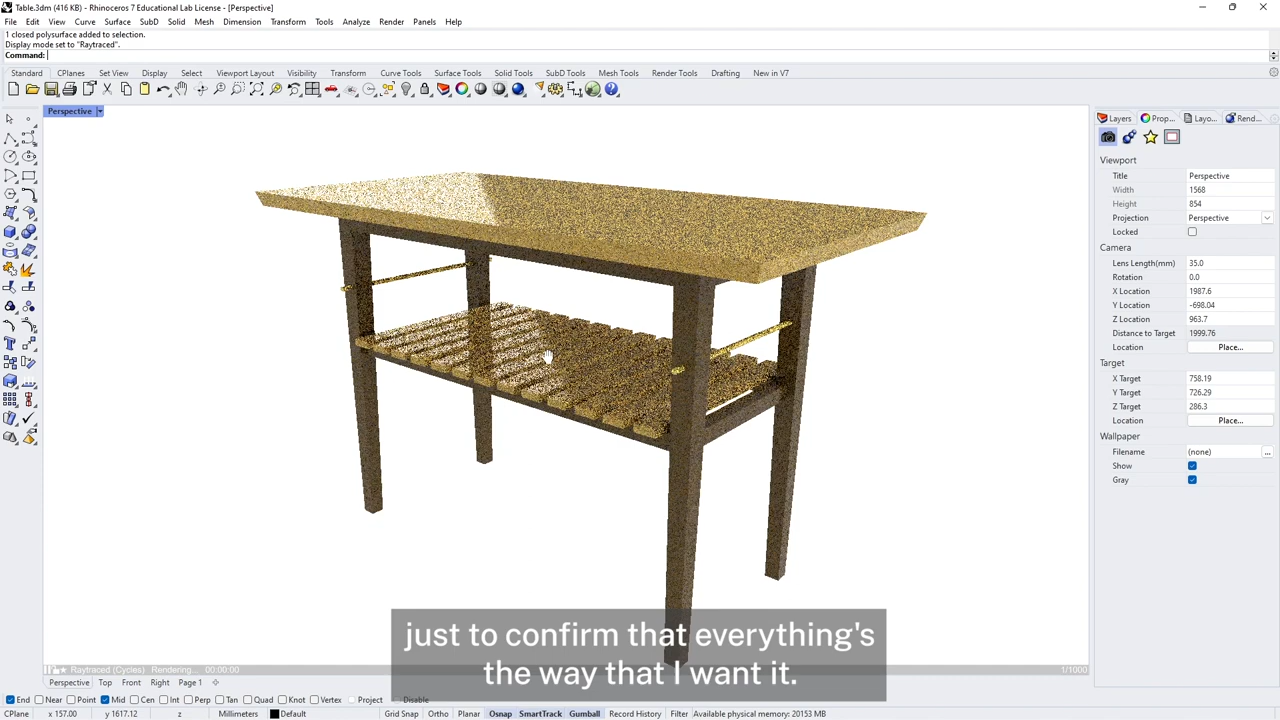 Table.3dm (416 KB) - Rhinoceros 7 Educational Lab License - [Perspective]
File Edit View Curve Surface SubD Solid Mesh Dimension Transform Tools Analyze Render Panels Help
1 closed polysurface added to selection.
Display mode set to "Raytraced".
Command:
Standard CPlanes Set View Display Select Viewport Layout Visibility Transform Curve Tools Surface Tools Solid Tools SubD Tools Mesh Tools Render Tools Drafting New in V7
Perspective
Layers Prop... Layo... Rend...
Viewport
Title Perspective
Width 1568
Height 854
Projection Perspective
Locked
Camera
Lens Length(mm) 35.0
Rotation 0.0
X Location 1987.6
Y Location -698.04
Z Location 963.7
Distance to Target 1999.76
Location Place...
Target
X Target 758.19
Y Target 726.29
Z Target 286.3
Location Place...
Wallpaper
Filename (none) ...
Show
Gray
just to confirm that everything's
the way that I want it.
Raytraced (Cycles) Rendering... 00:00:00 1/1000
Perspective Top Front Right Page 1
End Near Point Mid Cen Int Perp Tan Quad Knot Vertex Project Disable
CPlane x 157.00 y 1617.12 z Millimeters Default Grid Snap Ortho Planar Osnap SmartTrack Gumball Record History Filter Available physical memory: 20153 MB